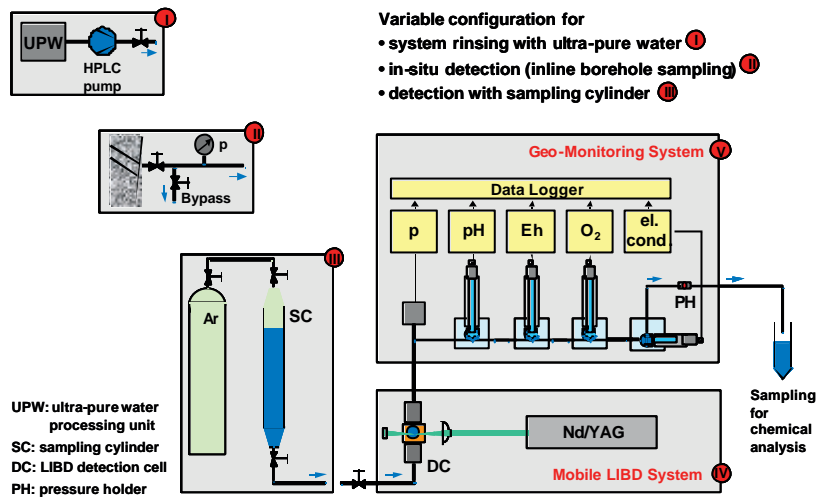 I
UPW
HPLC
pump
Variable configuration for
• system rinsing with ultra-pure water I
• in-situ detection (inline borehole sampling) II
• detection with sampling cylinder III
II
p
Bypass
Geo-Monitoring System V
Data Logger
p pH Eh O₂ el. cond.
PH
III
Ar
SC
Sampling
for
chemical
analysis
UPW: ultra-pure water
processing unit
SC: sampling cylinder
DC: LIBD detection cell
PH: pressure holder
Nd/YAG
DC
Mobile LIBD System IV